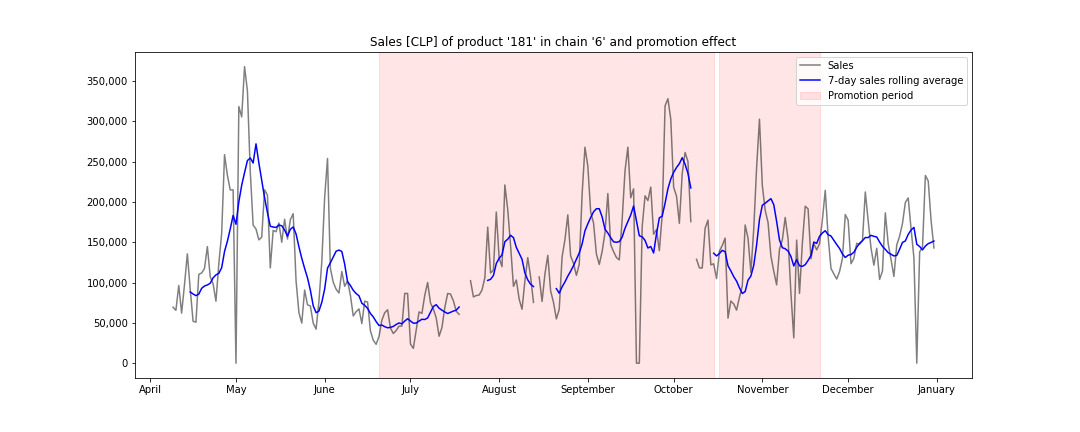 Sales [CLP] of product '181' in chain '6' and promotion effect
Sales
7-day sales rolling average
Promotion period
350,000
300,000
250,000
200,000
150,000
100,000
50,000
0
April May June July August September October November December January